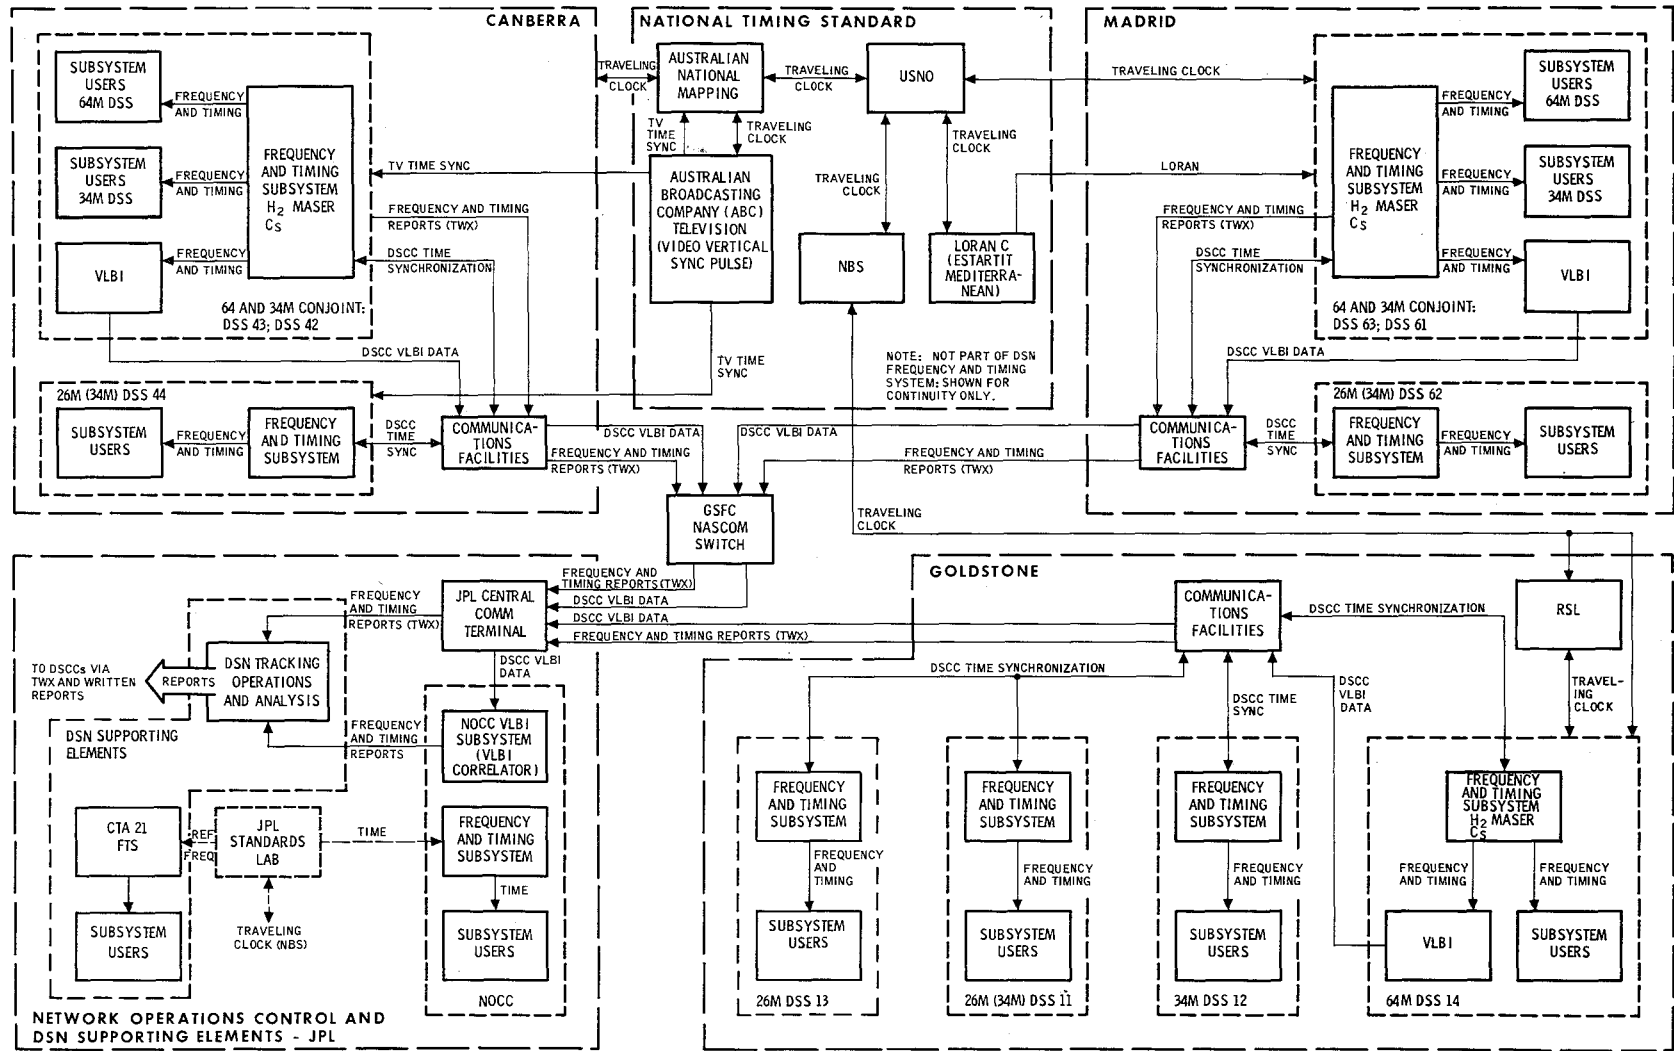 CANBERRA
SUBSYSTEM
USERS
64M DSS
FREQUENCY
AND TIMING
SUBSYSTEM
USERS
34M DSS
FREQUENCY
AND TIMING
VLBI
FREQUENCY
AND TIMING
FREQUENCY
AND TIMING
SUBSYSTEM
H2 MASER
CS
64 AND 34M CONJOINT:
DSS 43; DSS 42
TV TIME SYNC
FREQUENCY AND TIMING
REPORTS (TWX)
DSCC TIME
SYNCHRONIZATION
DSCC VLBI DATA
26M (34M) DSS 44
SUBSYSTEM
USERS
FREQUENCY
AND TIMING
FREQUENCY
AND TIMING
SUBSYSTEM
DSCC
TIME
SYNC
COMMUNICA-
TIONS
FACILITIES
NATIONAL TIMING STANDARD
TRAVELING
CLOCK
AUSTRALIAN
NATIONAL
MAPPING
TRAVELING
CLOCK
USNO
TV
TIME
SYNC
TRAVELING
CLOCK
TRAVELING
CLOCK
AUSTRALIAN
BROADCASTING
COMPANY (ABC)
TELEVISION
(VIDEO VERTICAL
SYNC PULSE)
TRAVELING
CLOCK
NBS
LORAN C
(ESTARTIT
MEDITERRA-
NEAN)
TV TIME
SYNC
NOTE: NOT PART OF DSN
FREQUENCY AND TIMING
SYSTEM: SHOWN FOR
CONTINUITY ONLY.
MADRID
TRAVELING CLOCK
LORAN
FREQUENCY AND TIMING
REPORTS (TWX)
DSCC TIME
SYNCHRONIZATION
FREQUENCY
AND TIMING
SUBSYSTEM
H2 MASER
CS
FREQUENCY
AND TIMING
SUBSYSTEM
USERS
64M DSS
FREQUENCY
AND TIMING
SUBSYSTEM
USERS
34M DSS
FREQUENCY
AND TIMING
VLBI
64 AND 34M CONJOINT:
DSS 63; DSS 61
DSCC VLBI DATA
26M (34M) DSS 62
COMMUNICA-
TIONS
FACILITIES
DSCC
TIME
SYNC
FREQUENCY
AND TIMING
SUBSYSTEM
FREQUENCY
AND TIMING
SUBSYSTEM
USERS
DSCC VLBI DATA
FREQUENCY AND TIMING
REPORTS (TWX)
DSCC VLBI DATA
FREQUENCY AND TIMING
REPORTS (TWX)
GSFC
NASCOM
SWITCH
TRAVELING
CLOCK
FREQUENCY AND
TIMING REPORTS (TWX)
DSCC VLBI DATA
DSCC VLBI DATA
FREQUENCY AND TIMING REPORTS (TWX)
JPL CENTRAL
COMM
TERMINAL
FREQUENCY
AND TIMING
REPORTS (TWX)
DSCC VLBI
DATA
TO DSCCs VIA
TWX AND WRITTEN
REPORTS
REPORTS
DSN TRACKING
OPERATIONS
AND ANALYSIS
DSN SUPPORTING
ELEMENTS
FREQUENCY
AND TIMING
REPORTS
NOCC VLBI
SUBSYSTEM
(VLBI
CORRELATOR)
CTA 21
FTS
REF
FREQ
JPL
STANDARDS
LAB
TIME
FREQUENCY
AND TIMING
SUBSYSTEM
TIME
SUBSYSTEM
USERS
TRAVELING
CLOCK (NBS)
SUBSYSTEM
USERS
NOCC
NETWORK OPERATIONS CONTROL AND
DSN SUPPORTING ELEMENTS - JPL
GOLDSTONE
COMMUNICA-
TIONS
FACILITIES
DSCC TIME SYNCHRONIZATION
RSL
DSCC TIME SYNCHRONIZATION
DSCC TIME
SYNC
DSCC
VLBI
DATA
TRAVEL-
ING
CLOCK
FREQUENCY
AND TIMING
SUBSYSTEM
FREQUENCY
AND
TIMING
SUBSYSTEM
USERS
26M DSS 13
FREQUENCY
AND TIMING
SUBSYSTEM
FREQUENCY
AND TIMING
SUBSYSTEM
USERS
26M (34M) DSS 11
FREQUENCY
AND TIMING
SUBSYSTEM
FREQUENCY
AND TIMING
SUBSYSTEM
USERS
34M DSS 12
FREQUENCY
AND TIMING
SUBSYSTEM
H2 MASER
CS
FREQUENCY
AND TIMING
FREQUENCY
AND TIMING
VLBI
SUBSYSTEM
USERS
64M DSS 14